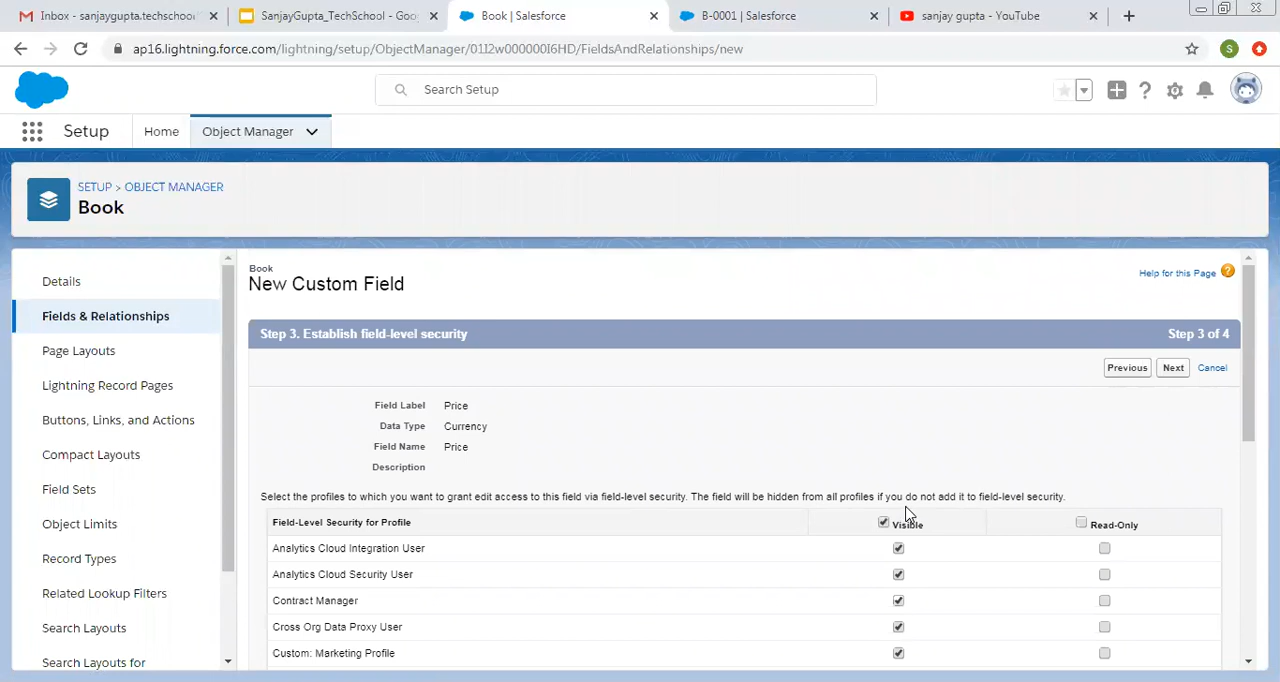 Inbox - sanjaygupta.techschool
SanjayGupta_TechSchool - Goo
Book | Salesforce
B-0001 | Salesforce
sanjay gupta - YouTube
ap16.lightning.force.com/lightning/setup/ObjectManager/01I2w000000I6HD/FieldsAndRelationships/new
S
Search Setup
Setup
Home
Object Manager
SETUP > OBJECT MANAGER
Book
Details
Fields & Relationships
Page Layouts
Lightning Record Pages
Buttons, Links, and Actions
Compact Layouts
Field Sets
Object Limits
Record Types
Related Lookup Filters
Search Layouts
Search Layouts for
Book
New Custom Field
Help for this Page
Step 3. Establish field-level security
Step 3 of 4
Previous
Next
Cancel
Field Label Price
Data Type Currency
Field Name Price
Description
Select the profiles to which you want to grant edit access to this field via field-level security. The field will be hidden from all profiles if you do not add it to field-level security.
Field-Level Security for Profile Visible Read-Only
Analytics Cloud Integration User
Analytics Cloud Security User
Contract Manager
Cross Org Data Proxy User
Custom: Marketing Profile